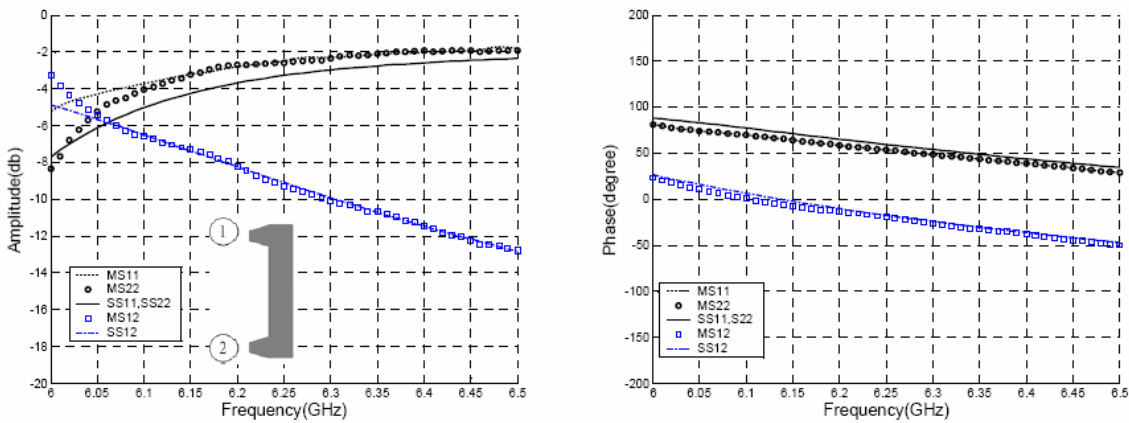 0
-2
-4
-6
-8
-10
-12
-14
-16
-18
-20
Amplitude(db)
1
2
MS11
MS22
SS11,SS22
MS12
SS12
6 6.05 6.1 6.15 6.2 6.25 6.3 6.35 6.4 6.45 6.5
Frequency(GHz)
200
150
100
50
0
-50
-100
-150
-200
Phase(degree)
MS11
MS22
SS11,S22
MS12
SS12
6 6.05 6.1 6.15 6.2 6.25 6.3 6.35 6.4 6.45 6.5
Frequency(GHz)